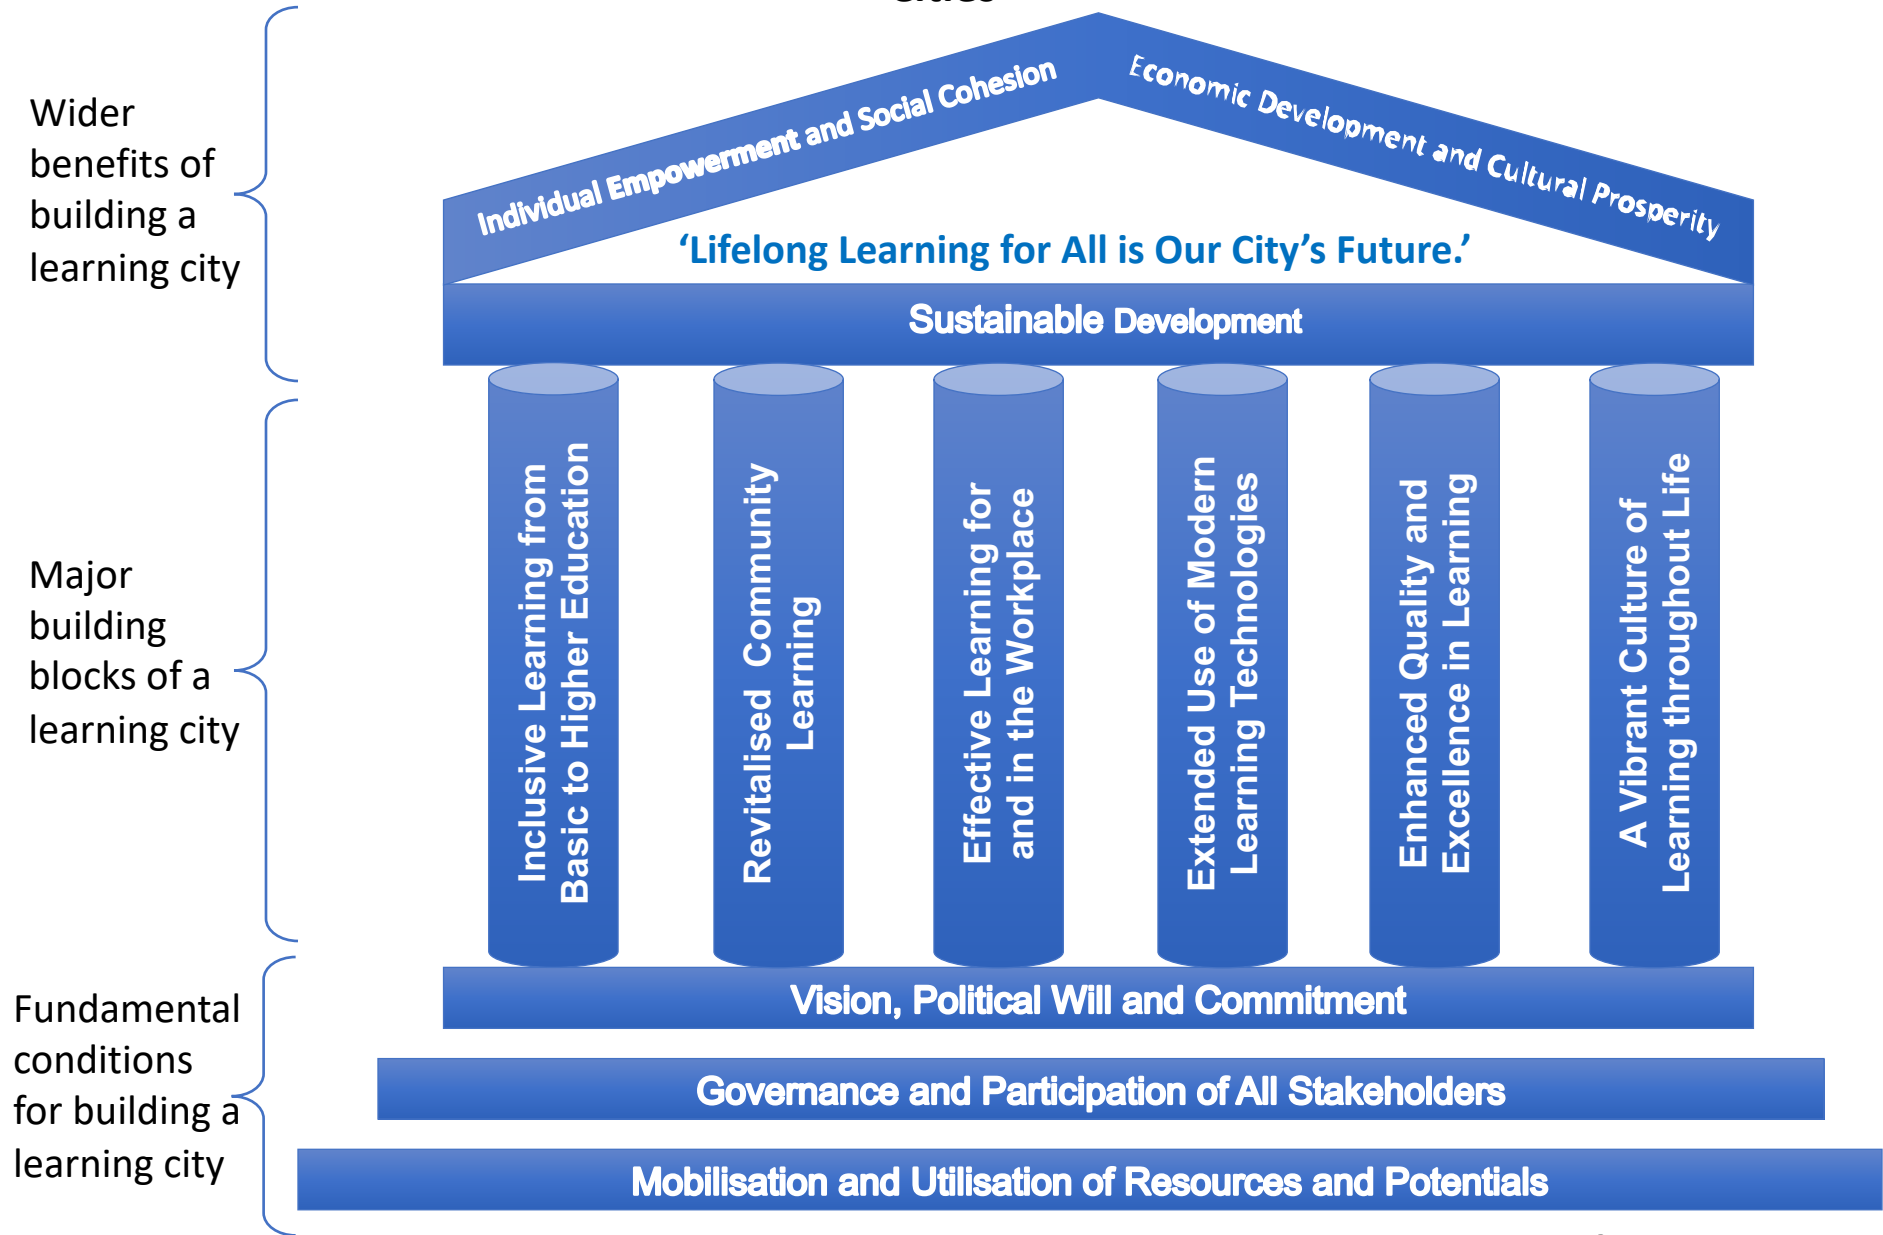 Wider
benefits of
building a
learning city
Individual Empowerment and Social Cohesion
Economic Development and Cultural Prosperity
‘Lifelong Learning for All is Our City’s Future.’
Sustainable Development
Major
building
blocks of a
learning city
Inclusive Learning from
Basic to Higher Education
Revitalised Community
Learning
Effective Learning for
and in the Workplace
Extended Use of Modern
Learning Technologies
Enhanced Quality and
Excellence in Learning
A Vibrant Culture of
Learning throughout Life
Fundamental
conditions
for building a
learning city
Vision, Political Will and Commitment
Governance and Participation of All Stakeholders
Mobilisation and Utilisation of Resources and Potentials